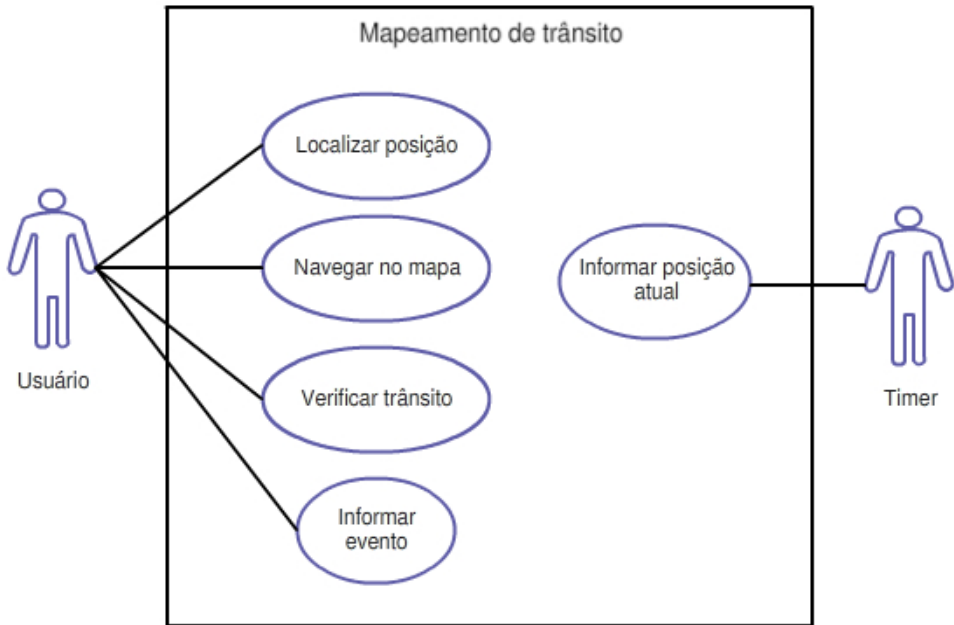 Mapeamento de trânsito
Localizar posição
Navegar no mapa
Informar posição
atual
Usuário
Verificar trânsito
Timer
Informar
evento